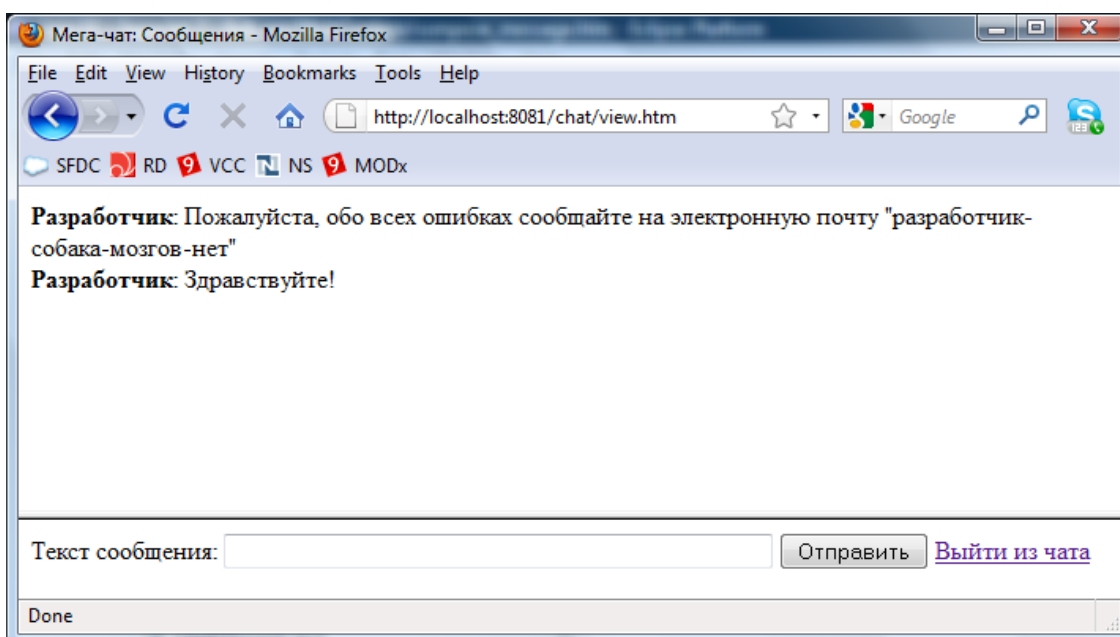 Мега-чат: Сообщения - Mozilla Firefox
File Edit View History Bookmarks Tools Help
http://localhost:8081/chat/view.htm Google
SFDC RD 9 VCC N NS 9 MODx
Разработчик: Пожалуйста, обо всех ошибках сообщайте на электронную почту "разработчик-
собака-мозгов-нет"
Разработчик: Здравствуйте!
Текст сообщения: Отправить Выйти из чата
Done